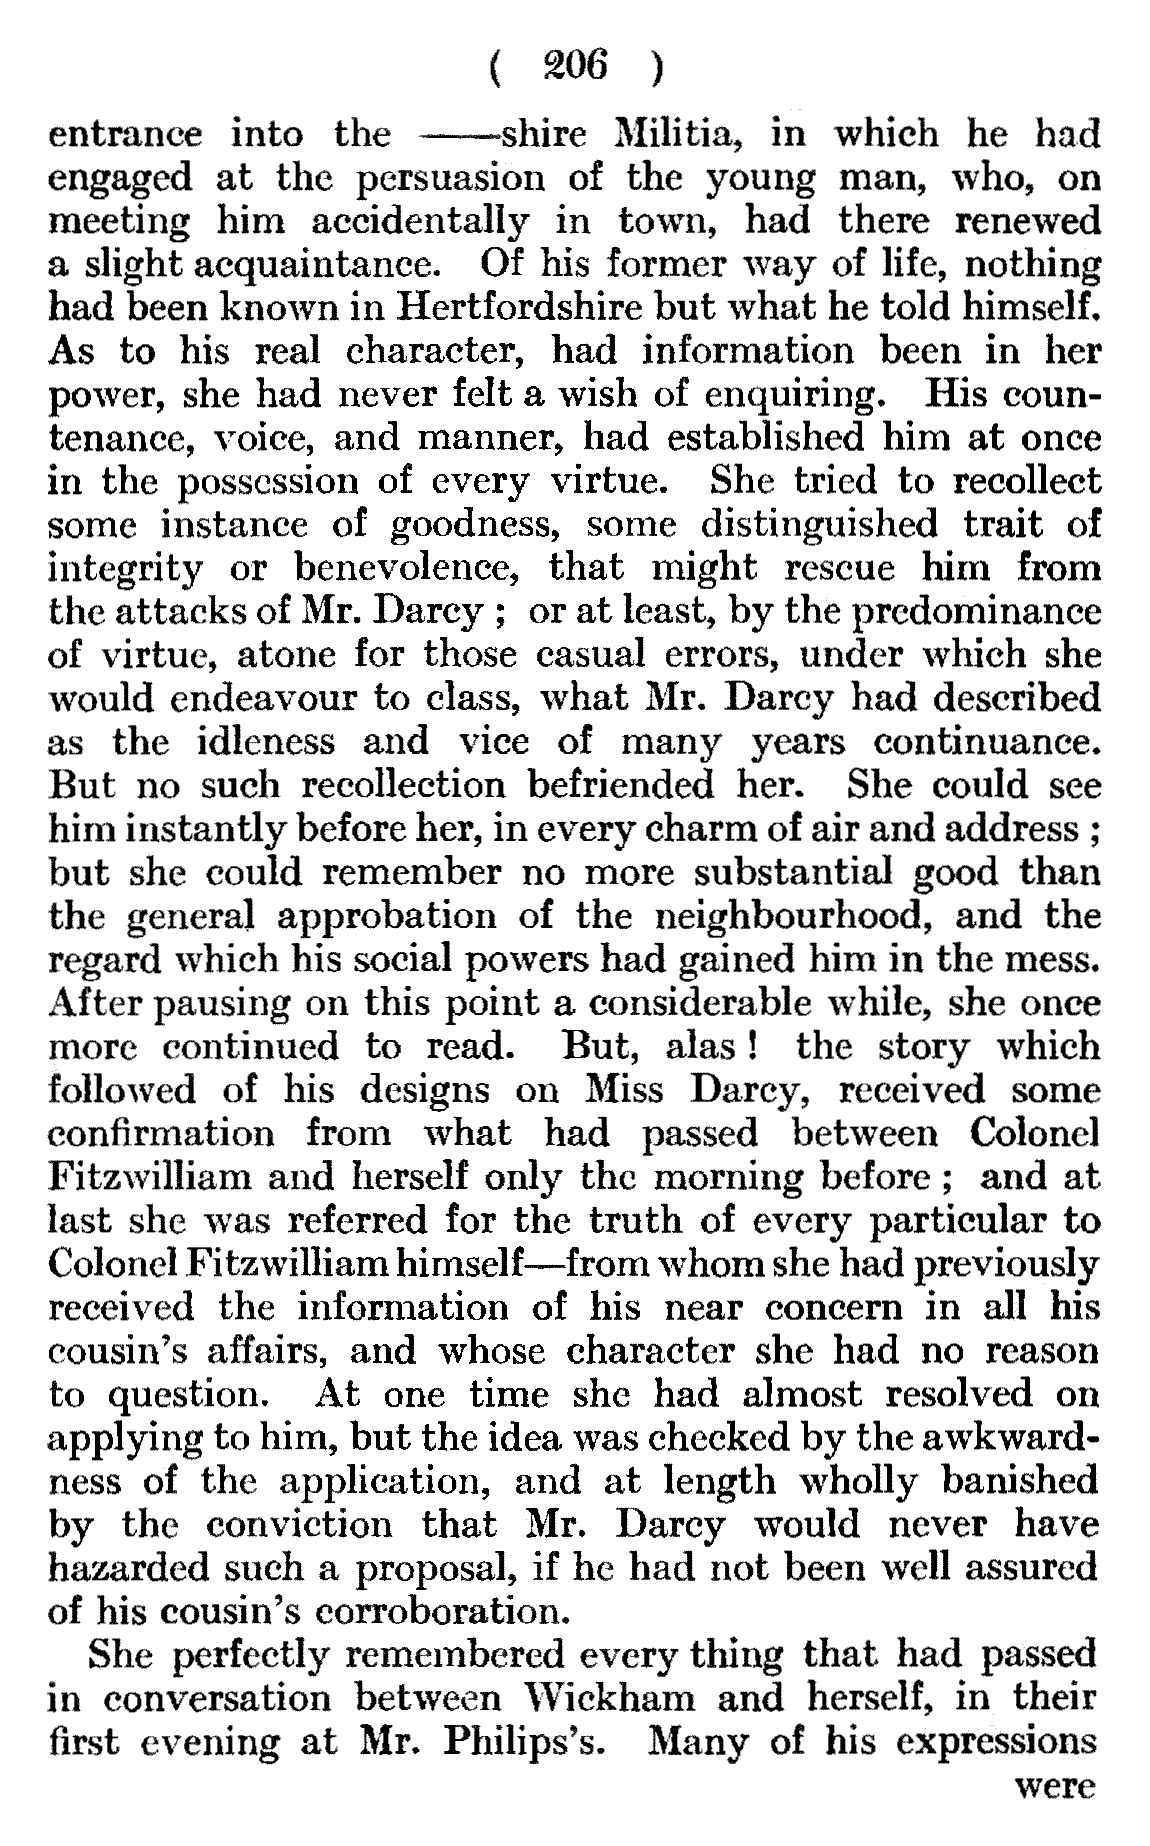 ( 206 )
entrance into the ——shire Militia, in which he had
engaged at the persuasion of the young man, who, on
meeting him accidentally in town, had there renewed
a slight acquaintance. Of his former way of life, nothing
had been known in Hertfordshire but what he told himself.
As to his real character, had information been in her
power, she had never felt a wish of enquiring. His coun-
tenance, voice, and manner, had established him at once
in the possession of every virtue. She tried to recollect
some instance of goodness, some distinguished trait of
integrity or benevolence, that might rescue him from
the attacks of Mr. Darcy ; or at least, by the predominance
of virtue, atone for those casual errors, under which she
would endeavour to class, what Mr. Darcy had described
as the idleness and vice of many years continuance.
But no such recollection befriended her. She could see
him instantly before her, in every charm of air and address ;
but she could remember no more substantial good than
the general approbation of the neighbourhood, and the
regard which his social powers had gained him in the mess.
After pausing on this point a considerable while, she once
more continued to read. But, alas ! the story which
followed of his designs on Miss Darcy, received some
confirmation from what had passed between Colonel
Fitzwilliam and herself only the morning before ; and at
last she was referred for the truth of every particular to
Colonel Fitzwilliam himself—from whom she had previously
received the information of his near concern in all his
cousin's affairs, and whose character she had no reason
to question. At one time she had almost resolved on
applying to him, but the idea was checked by the awkward-
ness of the application, and at length wholly banished
by the conviction that Mr. Darcy would never have
hazarded such a proposal, if he had not been well assured
of his cousin's corroboration.
She perfectly remembered every thing that had passed
in conversation between Wickham and herself, in their
first evening at Mr. Philips's. Many of his expressions
were